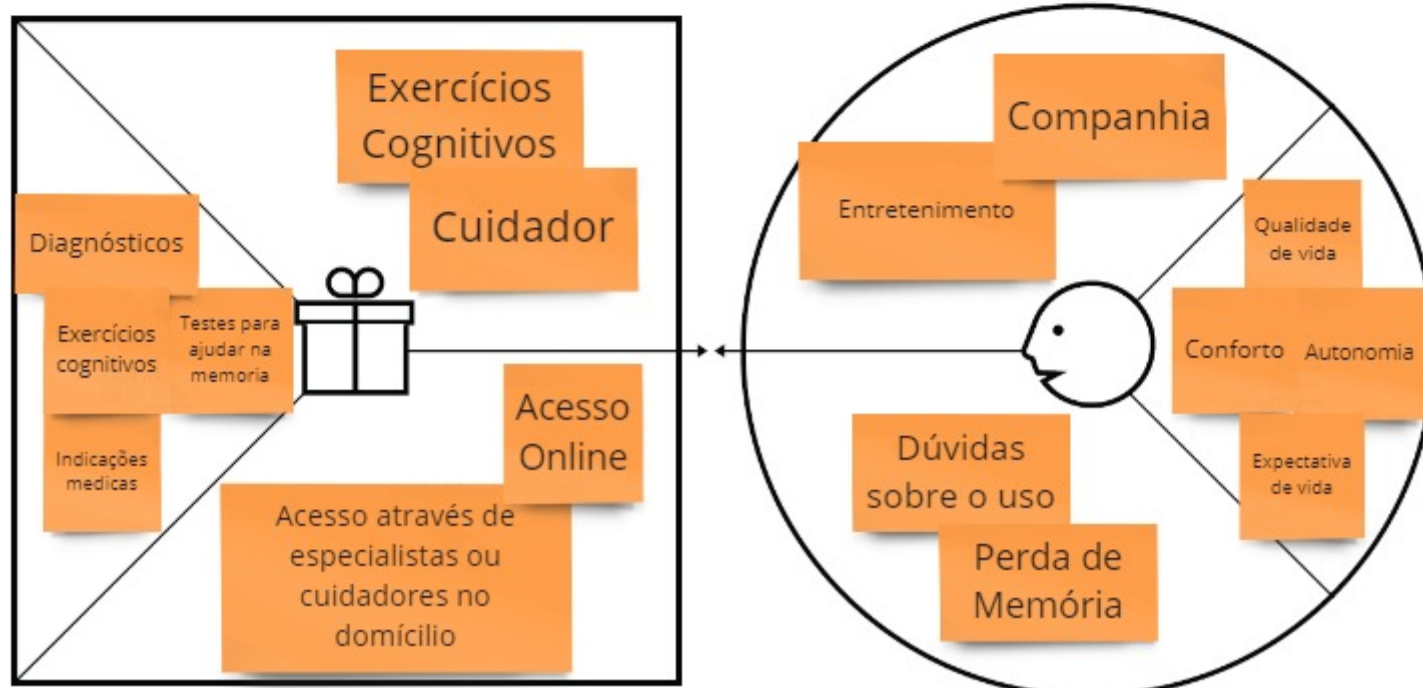 Exercícios
Cognitivos
Cuidador
Diagnósticos
Exercícios
cognitivos
Testes para
ajudar na
memoria
Indicações
medicas
Acesso
Online
Acesso através de
especialistas ou
cuidadores no
domícilio
Companhia
Entretenimento
Qualidade
de vida
Conforto
Autonomia
Expectativa
de vida
Dúvidas
sobre o uso
Perda de
Memória